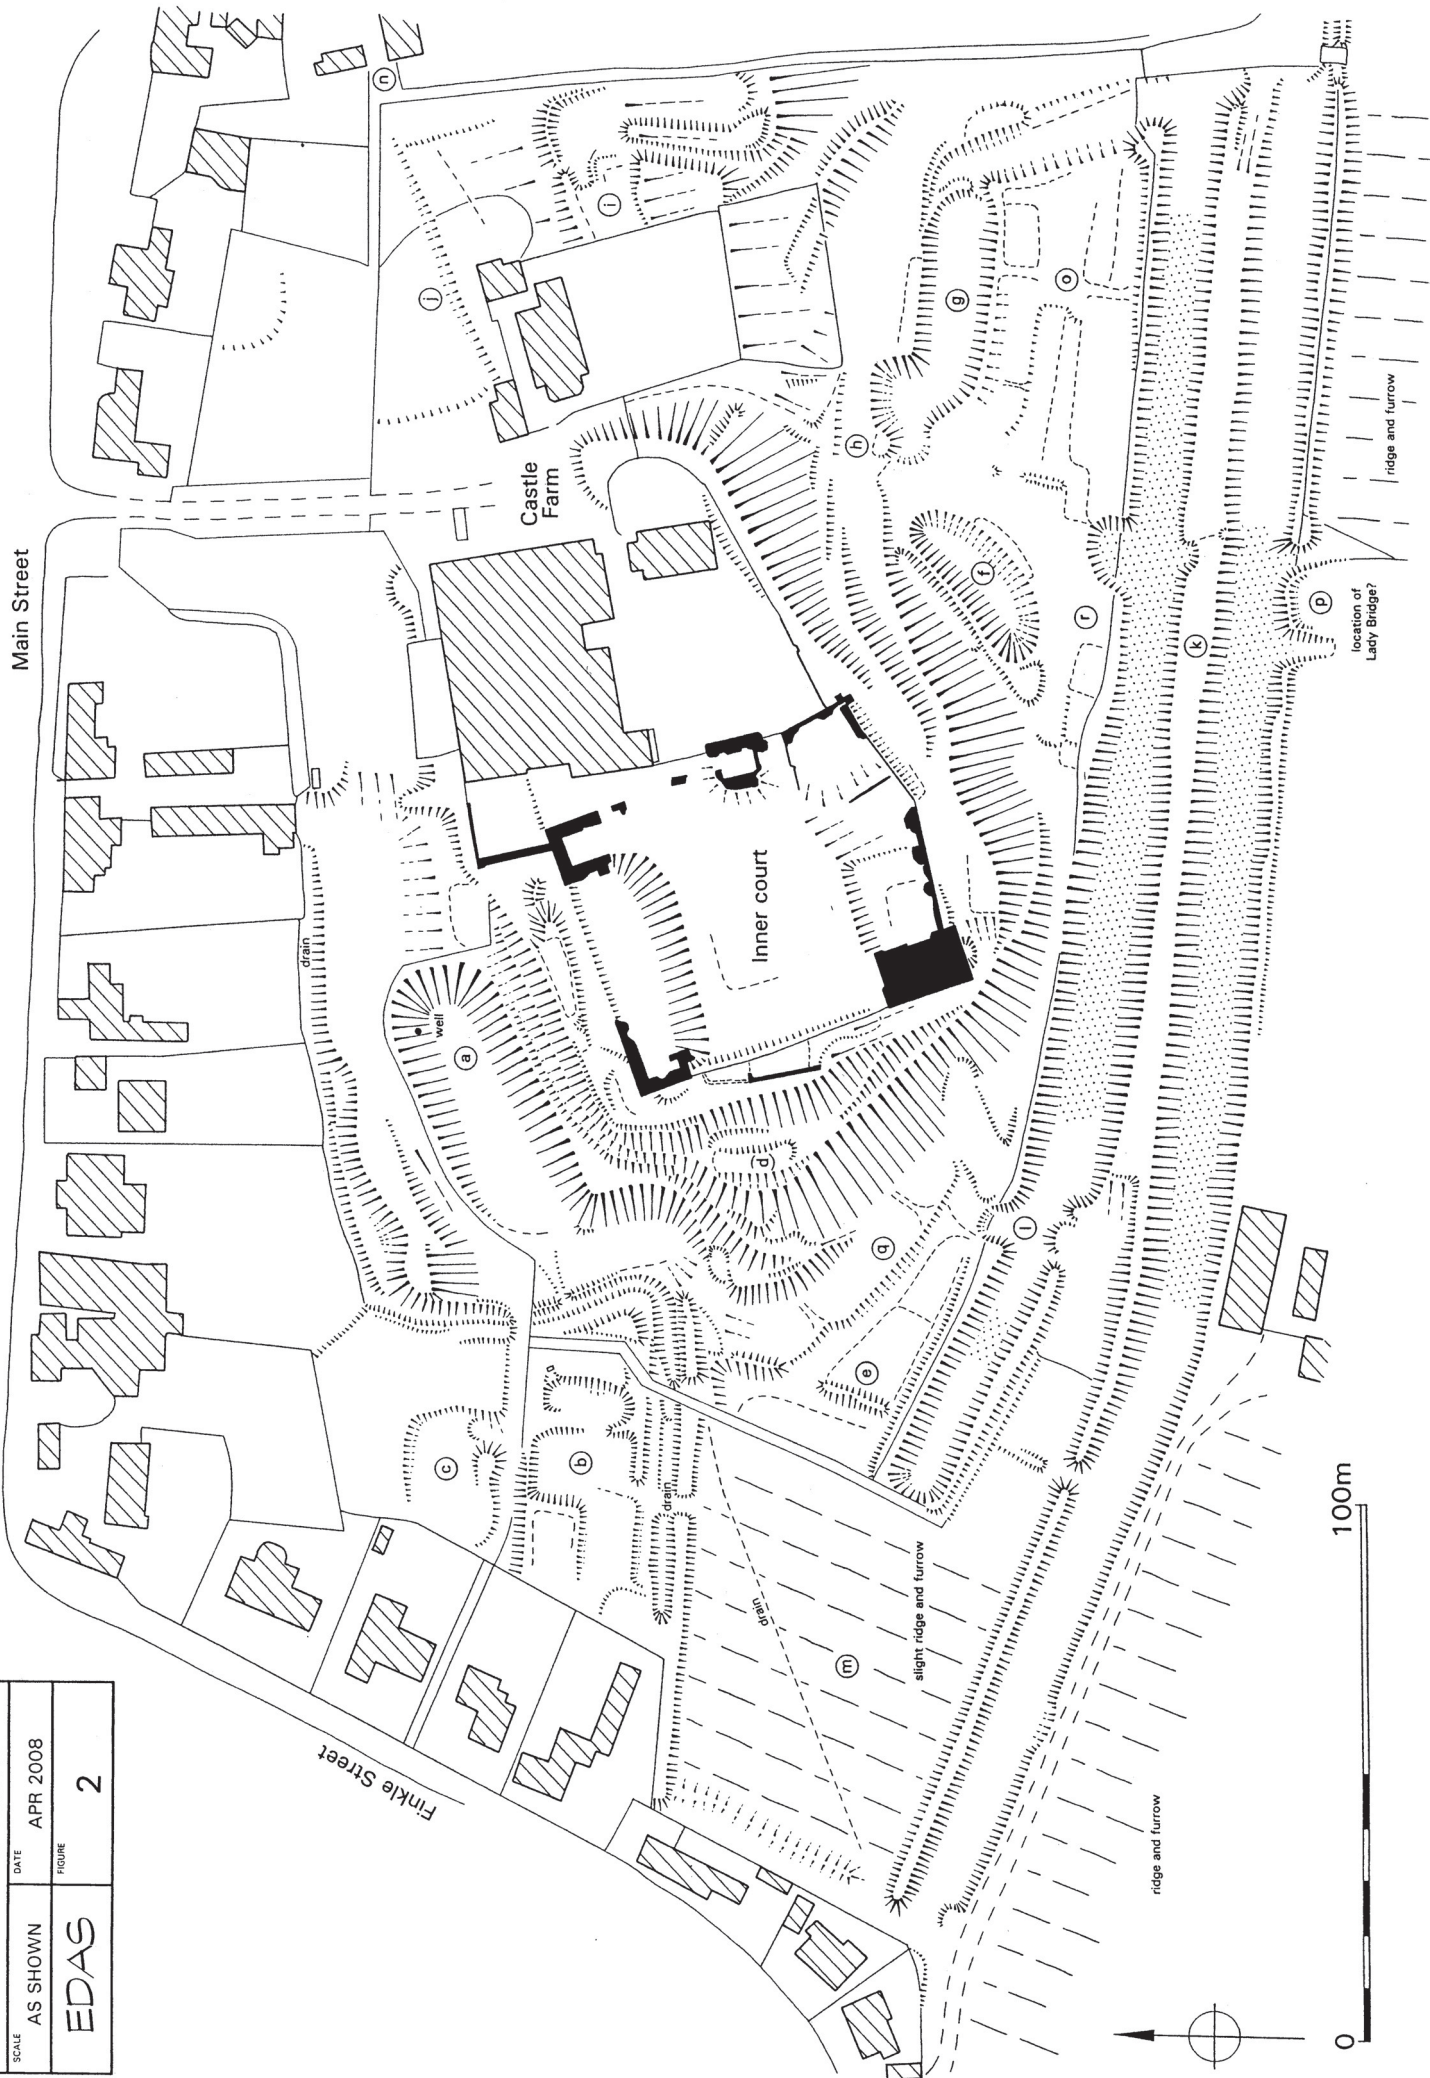 Main Street
n
j
i
Castle
Farm
g
o
h
ridge and furrow
f
r
k
p
location of
Lady Bridge?
drain
well
a
Inner court
d
q
l
e
c
b
drain
drain
m
slight ridge and furrow
Finkle Street
ridge and furrow
0
100m
SCALE
AS SHOWN
DATE
APR 2008
EDAS
FIGURE
2